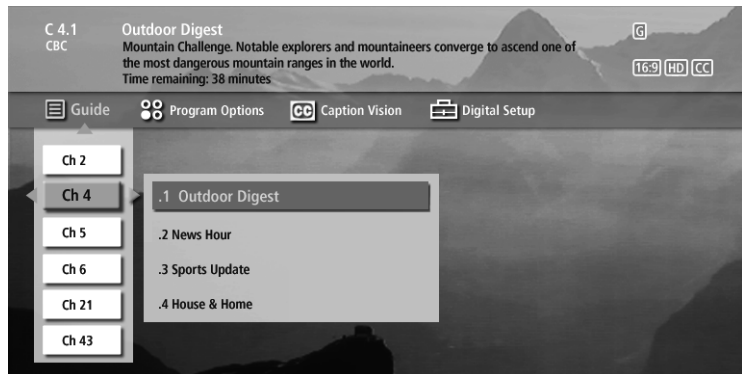 C 4.1 Outdoor Digest G
CBC Mountain Challenge. Notable explorers and mountaineers converge to ascend one of
the most dangerous mountain ranges in the world. 16:9 HD CC
Time remaining: 38 minutes
Guide Program Options CC Caption Vision Digital Setup
Ch 2
Ch 4 .1 Outdoor Digest
Ch 5 .2 News Hour
Ch 6 .3 Sports Update
Ch 21 .4 House & Home
Ch 43